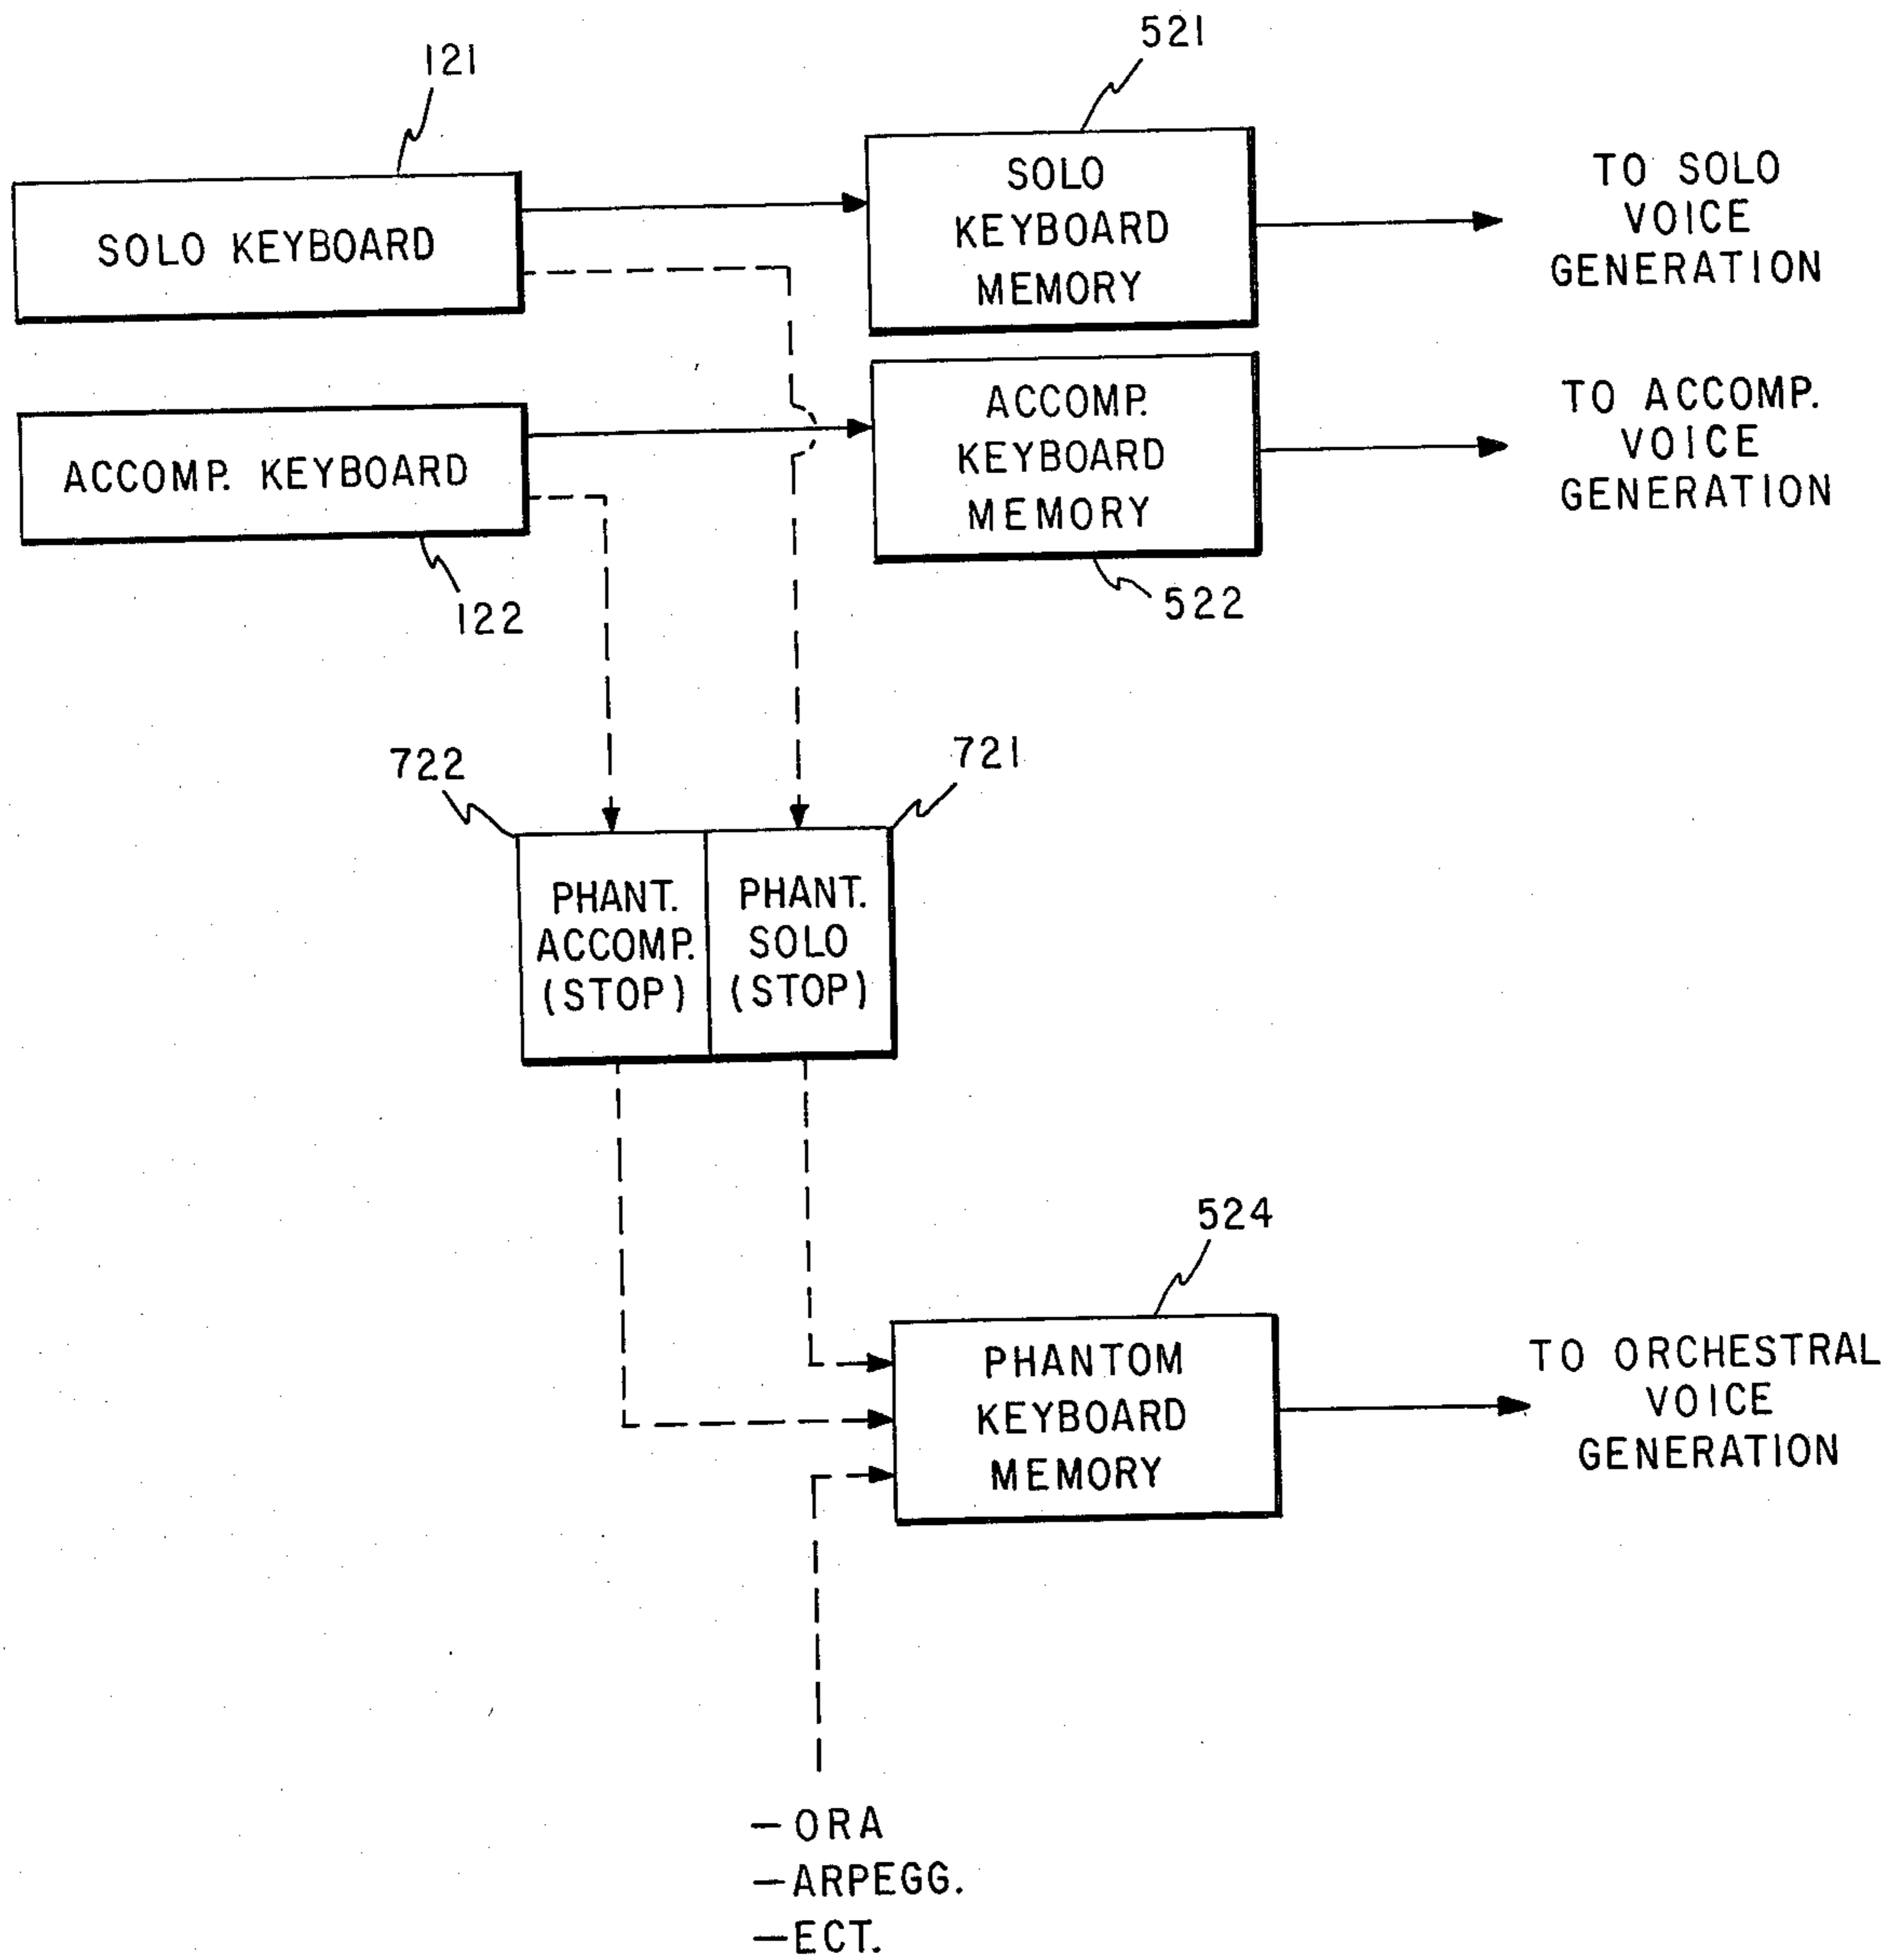 121
521
SOLO KEYBOARD
SOLO
KEYBOARD
MEMORY
TO SOLO
VOICE
GENERATION
ACCOMP. KEYBOARD
122
ACCOMP.
KEYBOARD
MEMORY
522
TO ACCOMP.
VOICE
GENERATION
722
721
PHANT.
ACCOMP.
(STOP)
PHANT.
SOLO
(STOP)
524
PHANTOM
KEYBOARD
MEMORY
TO ORCHESTRAL
VOICE
GENERATION
—ORA
—ARPEGG.
—ECT.